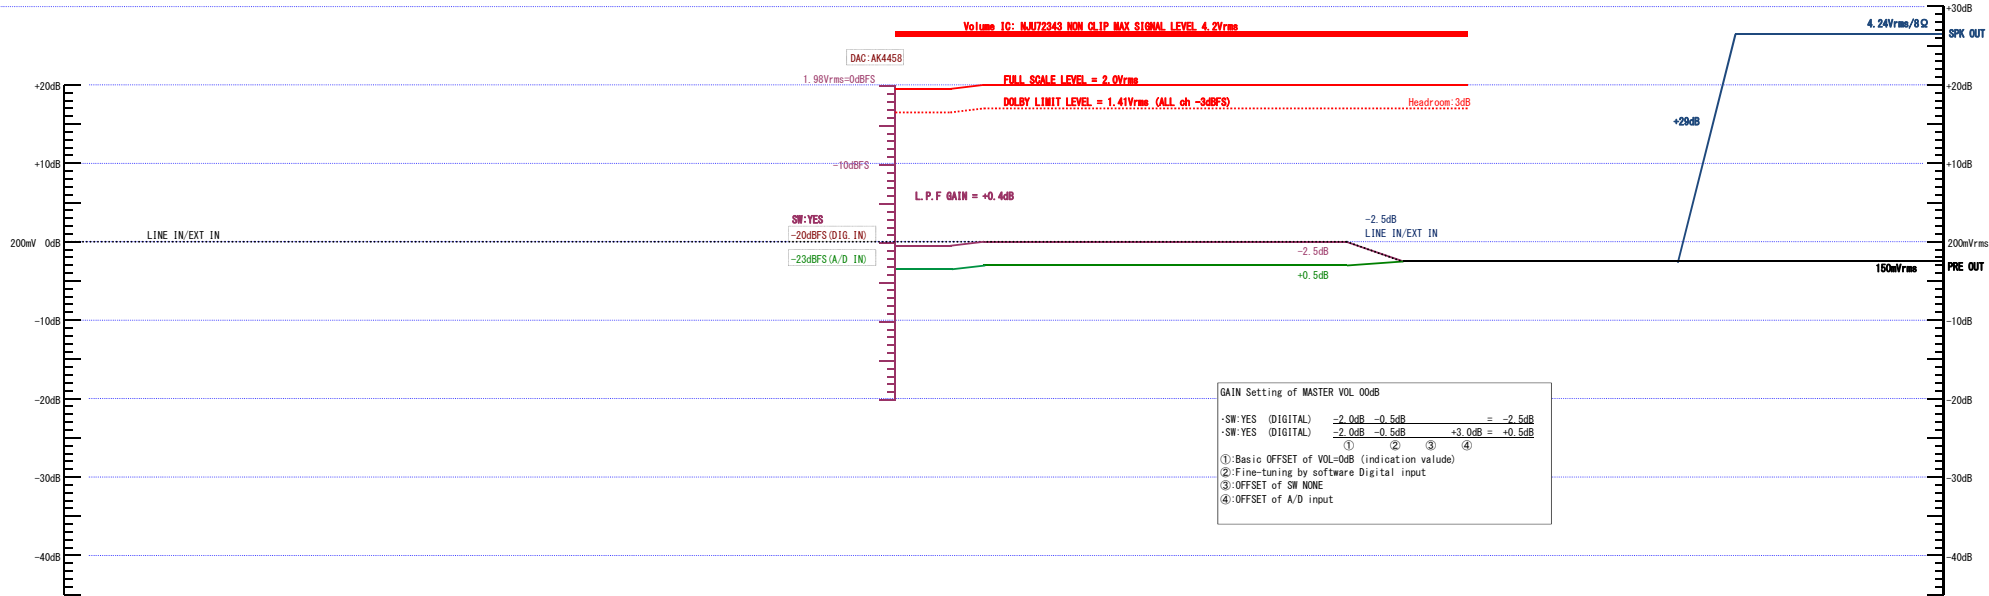 +30dB
4.24Vrms/8Ω
SPK OUT
Volume IC: NJU72343 NON CLIP MAX SIGNAL LEVEL 4.2Vrms
DAC:AK4458
1.98Vrms=0dBFS
FULL SCALE LEVEL = 2.0Vrms
+20dB
+20dB
DOLBY LIMIT LEVEL = 1.41Vrms (ALL ch -3dBFS)
Headroom:3dB
+29dB
+10dB
-10dBFS
+10dB
L.P.F GAIN = +0.4dB
SW:YES
-2.5dB
LINE IN/EXT IN
-20dBFS(DIG.IN)
LINE IN/EXT IN
200mV 0dB
200mVrms
-2.5dB
-23dBFS(A/D IN)
150mVrms
PRE OUT
+0.5dB
-10dB
-10dB
GAIN Setting of MASTER VOL 00dB
-20dB
-20dB
·SW:YES (DIGITAL) -2.0dB -0.5dB = -2.5dB
·SW:YES (DIGITAL) -2.0dB -0.5dB +3.0dB = +0.5dB
① ② ③ ④
①:Basic OFFSET of VOL=0dB (indication valude)
②:Fine-tuning by software Digital input
-30dB
-30dB
③:OFFSET of SW NONE
④:OFFSET of A/D input
-40dB
-40dB